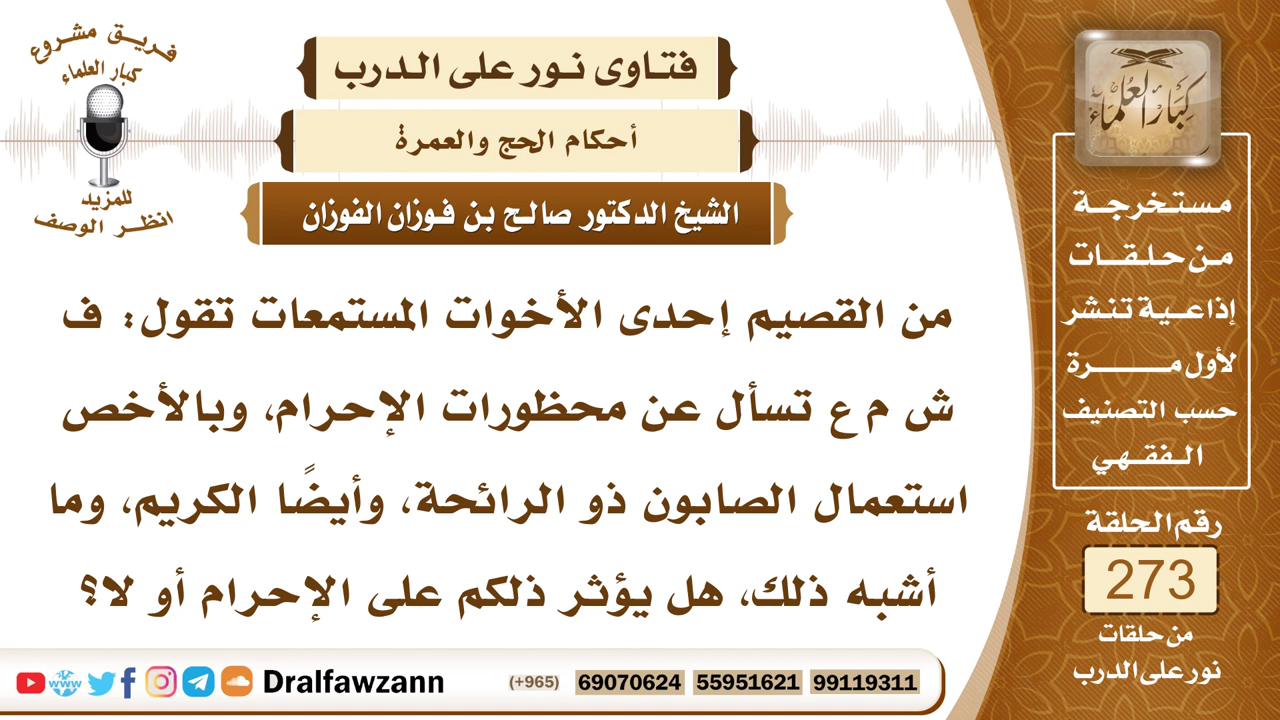 فريق مشروع
كبار العلماء
للمزيد
انظر الوصف
فتاوى نور على الدرب
أحكام الحج والعمرة
الشيخ الدكتور صالح بن فوزان الفوزان
من القصيم إحدى الأخوات المستمعات تقول: ف
ش م ع تسأل عن محظورات الإحرام، وبالأخص
استعمال الصابون ذو الرائحة، وأيضًا الكريم، وما
أشبه ذلك، هل يؤثر ذلكم على الإحرام أو لا؟
كبار العلماء
مستخرجة
من حلقات
إذاعية تنشر
لأول مرة
حسب التصنيف
الفقهي
رقم الحلقة
273
من حلقات
نور على الدرب
www Dralfawzann (+965) 69070624 55951621 99119311